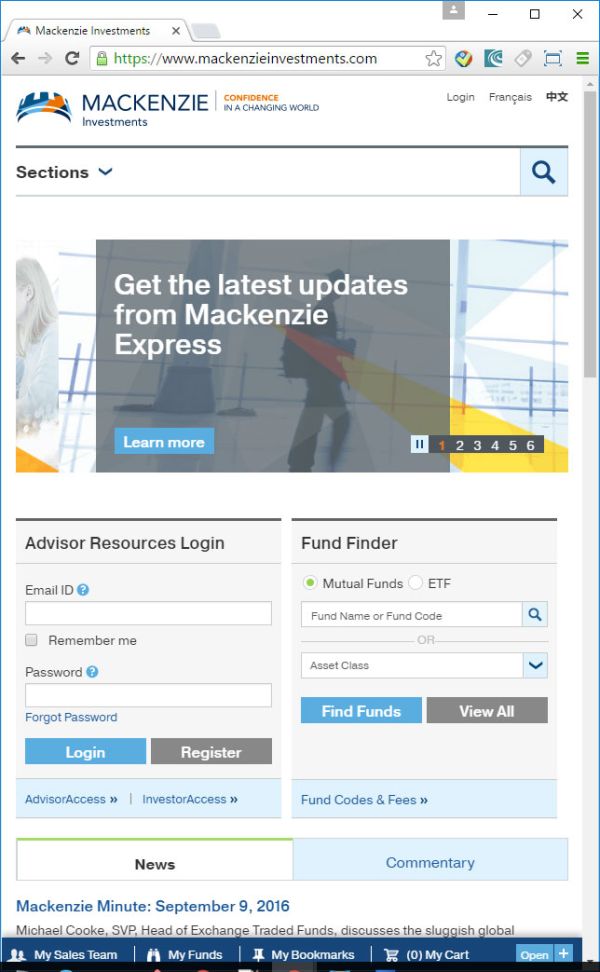 Mackenzie Investments
https://www.mackenzieinvestments.com
MACKENZIE
Investments
CONFIDENCE
IN A CHANGING WORLD
Login Français 中文
Sections
Get the latest updates
from Mackenzie
Express
Learn more
1 2 3 4 5 6
Advisor Resources Login
Email ID ?
Remember me
Password ?
Forgot Password
Login Register
AdvisorAccess » | InvestorAccess »
Fund Finder
Mutual Funds ETF
Fund Name or Fund Code
OR
Asset Class
Find Funds View All
Fund Codes & Fees »
News Commentary
Mackenzie Minute: September 9, 2016
Michael Cooke, SVP, Head of Exchange Traded Funds, discusses the sluggish global
My Sales Team | My Funds | My Bookmarks | (0) My Cart Open +